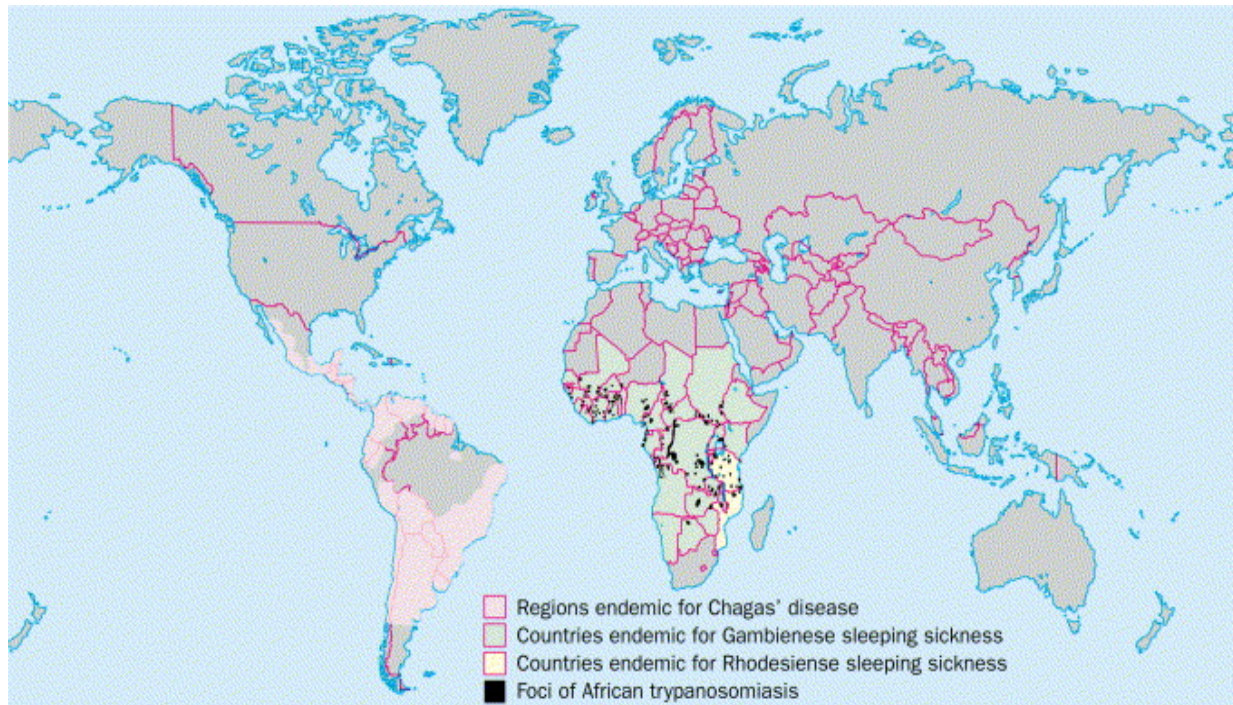 Regions endemic for Chagas' disease
Countries endemic for Gambienese sleeping sickness
Countries endemic for Rhodesiense sleeping sickness
Foci of African trypanosomiasis